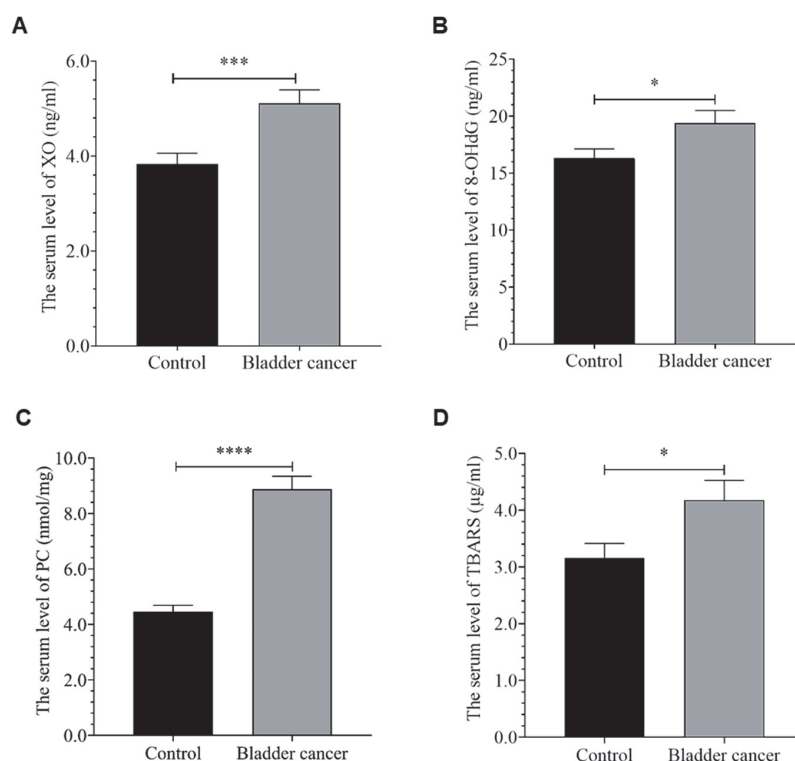 A
The serum level of XO (ng/ml)
6.0
4.0
2.0
0.0
***
Control
Bladder cancer
B
The serum level of 8-OHdG (ng/ml)
25
20
15
10
5
0
*
Control
Bladder cancer
C
The serum level of PC (nmol/mg)
10.0
8.0
6.0
4.0
2.0
0.0
****
Control
Bladder cancer
D
The serum level of TBARS (µg/ml)
5.0
4.0
3.0
2.0
1.0
0.0
*
Control
Bladder cancer